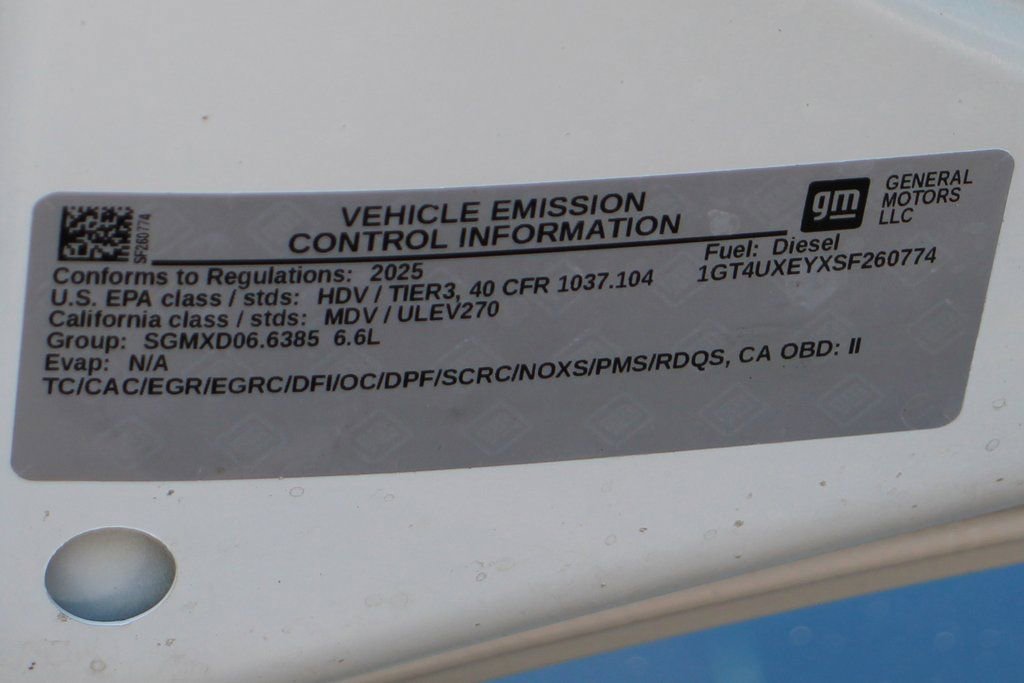 SF260774
VEHICLE EMISSION
CONTROL INFORMATION
gm
GENERAL
MOTORS
LLC
Conforms to Regulations: 2025
Fuel: Diesel
U.S. EPA class / stds: HDV / TIER3, 40 CFR 1037.104
1GT4UXEYXSF260774
California class / stds: MDV / ULEV270
Group: SGMXD06.6385 6.6L
Evap: N/A
TC/CAC/EGR/EGRC/DFI/OC/DPF/SCRC/NOXS/PMS/RDQS, CA OBD: II